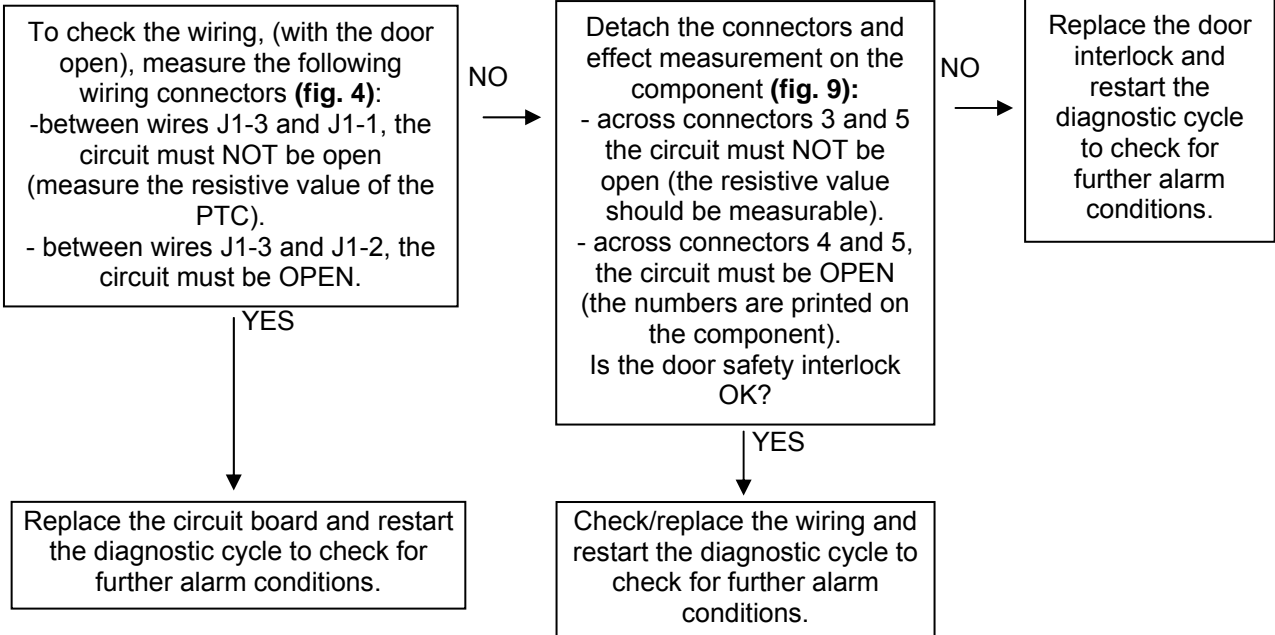 To check the wiring, (with the door
open), measure the following
wiring connectors (fig. 4):
-between wires J1-3 and J1-1, the
circuit must NOT be open
(measure the resistive value of the
PTC).
- between wires J1-3 and J1-2, the
circuit must be OPEN.
NO
Detach the connectors and
effect measurement on the
component (fig. 9):
- across connectors 3 and 5
the circuit must NOT be
open (the resistive value
should be measurable).
- across connectors 4 and 5,
the circuit must be OPEN
(the numbers are printed on
the component).
Is the door safety interlock
OK?
NO
Replace the door
interlock and
restart the
diagnostic cycle
to check for
further alarm
conditions.
YES
YES
Replace the circuit board and restart
the diagnostic cycle to check for
further alarm conditions.
Check/replace the wiring and
restart the diagnostic cycle to
check for further alarm
conditions.